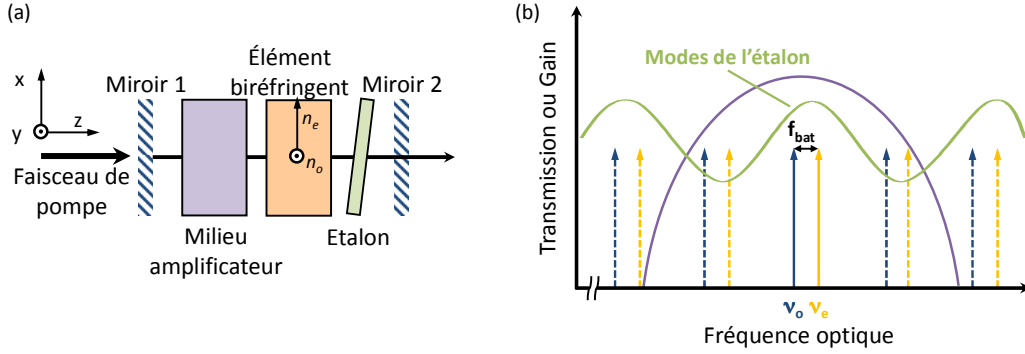 (a)
x
y
z
Miroir 1
Élément
biréfringent
Miroir 2
n_e
n_o
Faisceau de
pompe
Milieu
amplificateur
Etalon
(b)
Transmission ou Gain
Modes de l'étalon
f_bat
ν_o ν_e
Fréquence optique